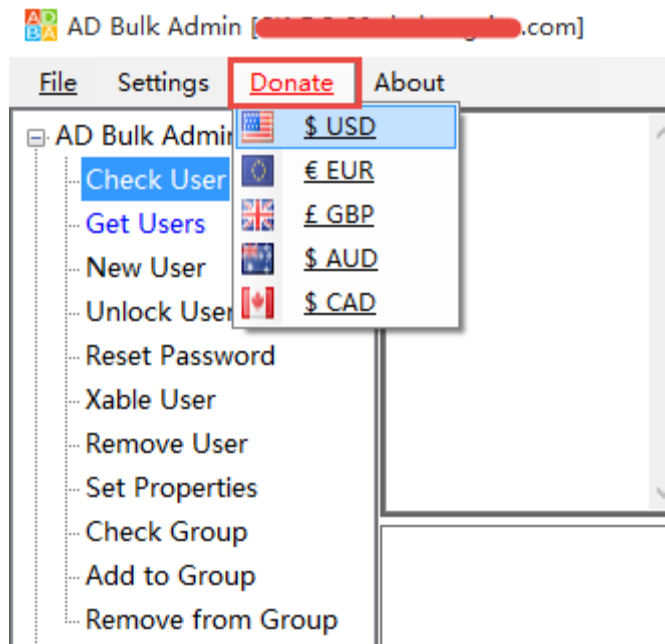 AD Bulk Admin [ .com]
File Settings Donate About
AD Bulk Admin
$ USD
Check User
€ EUR
Get Users
£ GBP
New User
$ AUD
Unlock User
$ CAD
Reset Password
Xable User
Remove User
Set Properties
Check Group
Add to Group
Remove from Group